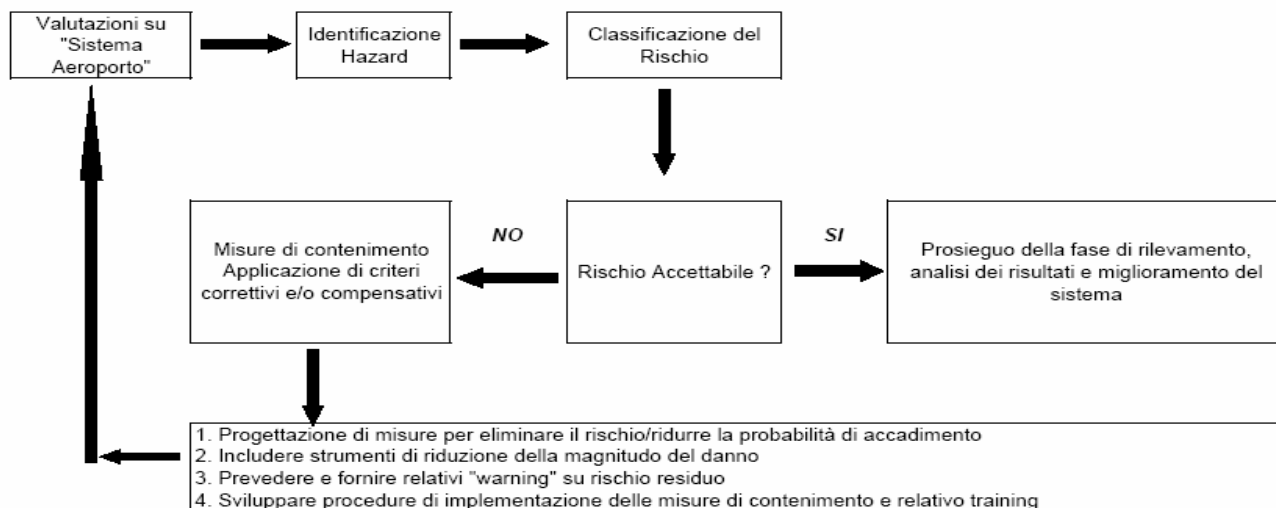 Valutazioni su
"Sistema
Aeroporto"
Identificazione
Hazard
Classificazione del
Rischio
Misure di contenimento
Applicazione di criteri
correttivi e/o compensativi
NO
Rischio Accettabile ?
SI
Prosieguo della fase di rilevamento,
analisi dei risultati e miglioramento del
sistema
1. Progettazione di misure per eliminare il rischio/ridurre la probabilità di accadimento
2. Includere strumenti di riduzione della magnitudo del danno
3. Prevedere e fornire relativi "warning" su rischio residuo
4. Sviluppare procedure di implementazione delle misure di contenimento e relativo training